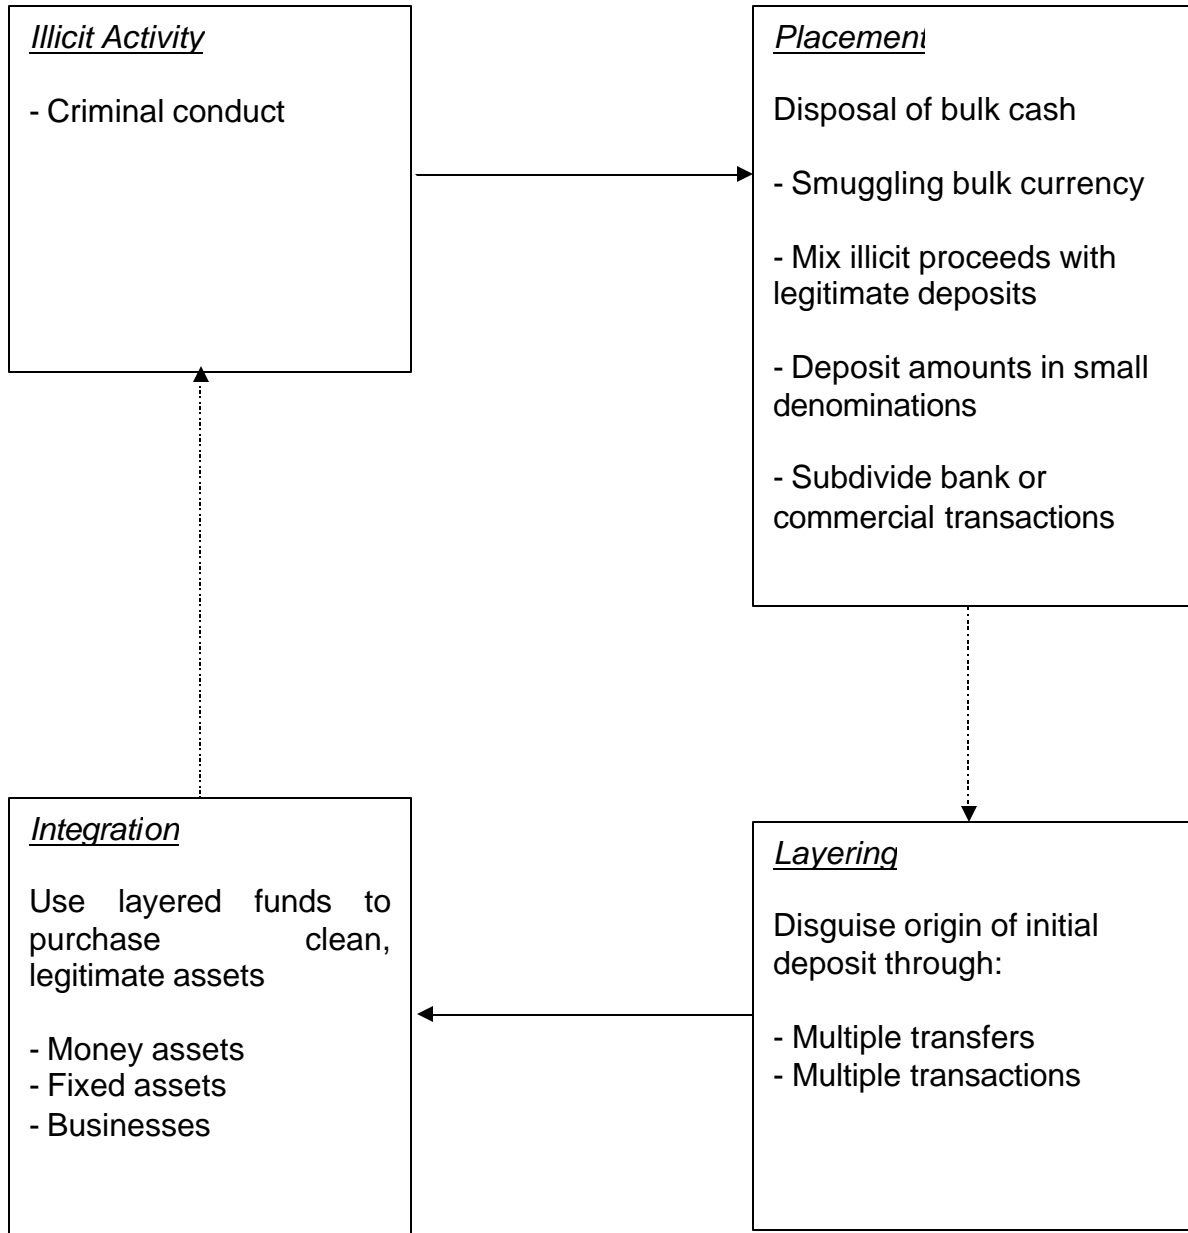 Illicit Activity
- Criminal conduct
Placement
Disposal of bulk cash
- Smuggling bulk currency
- Mix illicit proceeds with
legitimate deposits
- Deposit amounts in small
denominations
- Subdivide bank or
commercial transactions
Integration
Use layered funds to
purchase clean,
legitimate assets
- Money assets
- Fixed assets
- Businesses
Layering
Disguise origin of initial
deposit through:
- Multiple transfers
- Multiple transactions